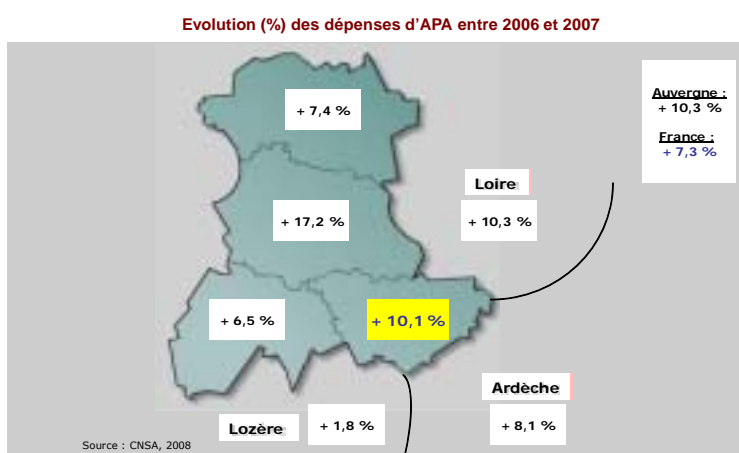 Evolution (%) des dépenses d’APA entre 2006 et 2007
Auvergne :
+ 10,3 %
France :
+ 7,3 %
+ 7,4 %
Loire
+ 17,2 %
+ 10,3 %
+ 6,5 %
+ 10,1 %
Ardèche
Lozère
+ 1,8 %
+ 8,1 %
Source : CNSA, 2008